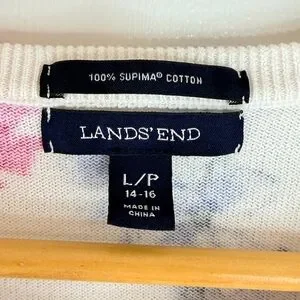 100% SUPIMA® COTTON
LANDS' END
L/P
14-16
MADE IN
CHINA